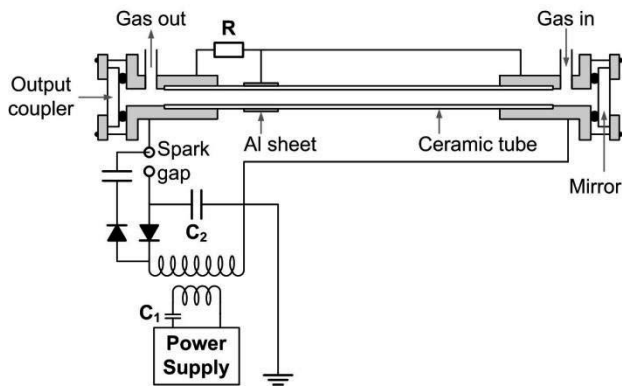 Gas out
R
Gas in
Output
coupler
Spark
gap
Al sheet
Ceramic tube
Mirror
C₂
C₁
Power
Supply